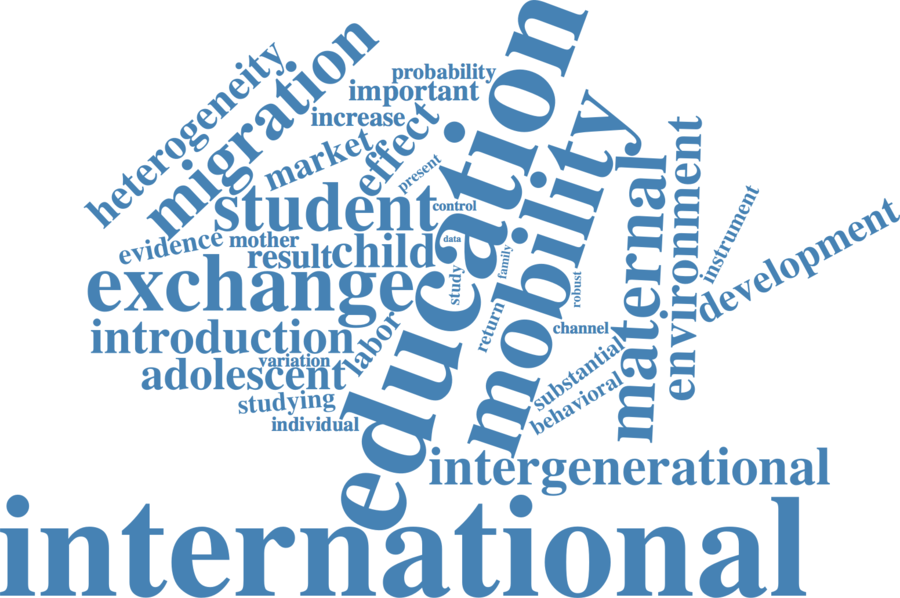 heterogeneity
migration
probability
important
increase
market
effect
present
education
mobility
student
control
evidence
mother
result
child
data
exchange
study
family
robust
maternal
environment
instrument
development
introduction
labor
return
channel
variation
adolescent
substantial
studying
behavioral
individual
intergenerational
international